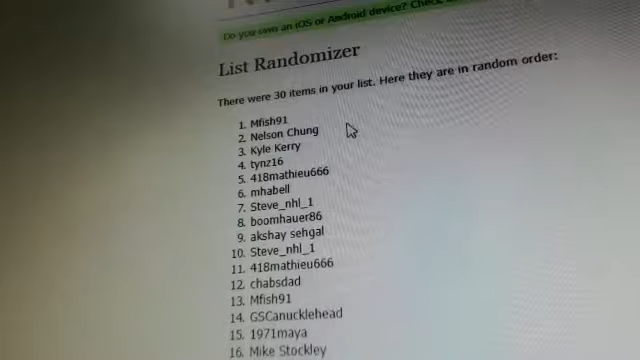 Do you own an iOS or Android device? Check
List Randomizer
There were 30 items in your list. Here they are in random order:
1. Mfish91
2. Nelson Chung
3. Kyle Kerry
4. tynz16
5. 418mathieu666
6. mhabell
7. Steve_nhl_1
8. boomhauer86
9. akshay sehgal
10. Steve_nhl_1
11. 418mathieu666
12. chabsdad
13. Mfish91
14. GSCanucklehead
15. 1971maya
16. Mike Stockley